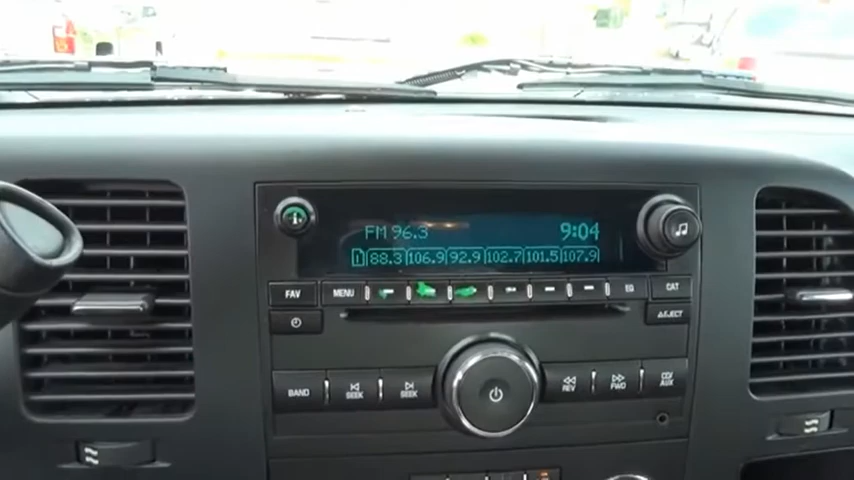 FM 96.3 9:04
1 88.3 106.9 92.9 102.7 101.5 107.9
FAV MENU EQ CAT
EJECT
BAND SEEK SEEK REV FWD CD/AUX